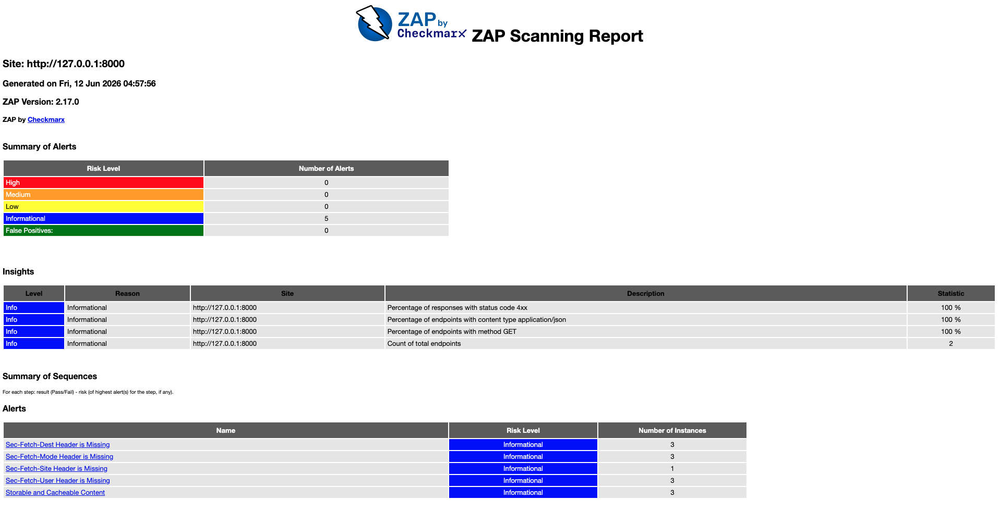 ZAP by
Checkmarx ZAP Scanning Report
Site: http://127.0.0.1:8000
Generated on Fri, 12 Jun 2026 04:57:56
ZAP Version: 2.17.0
ZAP by Checkmarx
Summary of Alerts
Risk Level Number of Alerts
High 0
Medium 0
Low 0
Informational 5
False Positives: 0
Insights
Level Reason Site Description Statistic
Info Informational http://127.0.0.1:8000 Percentage of responses with status code 4xx 100 %
Info Informational http://127.0.0.1:8000 Percentage of endpoints with content type application/json 100 %
Info Informational http://127.0.0.1:8000 Percentage of endpoints with method GET 100 %
Info Informational http://127.0.0.1:8000 Count of total endpoints 2
Summary of Sequences
For each step: result (Pass/Fail) - risk (of highest alert(s) for the step, if any).
Alerts
Name Risk Level Number of Instances
Sec-Fetch-Dest Header is Missing Informational 3
Sec-Fetch-Mode Header is Missing Informational 3
Sec-Fetch-Site Header is Missing Informational 1
Sec-Fetch-User Header is Missing Informational 3
Storable and Cacheable Content Informational 3